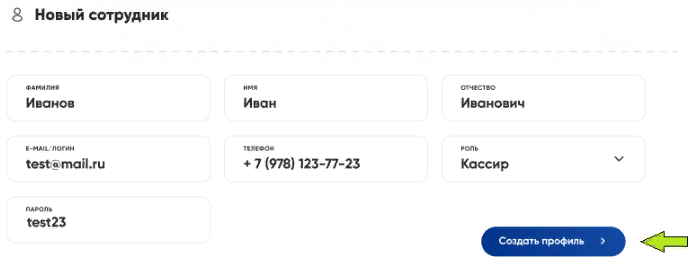 Новый сотрудник
ФАМИЛИЯ
Иванов
ИМЯ
Иван
ОТЧЕСТВО
Иванович
E-MAIL/ЛОГИН
test@mail.ru
ТЕЛЕФОН
+ 7 (978) 123-77-23
РОЛЬ
Кассир
ПАРОЛЬ
test23
Создать профиль